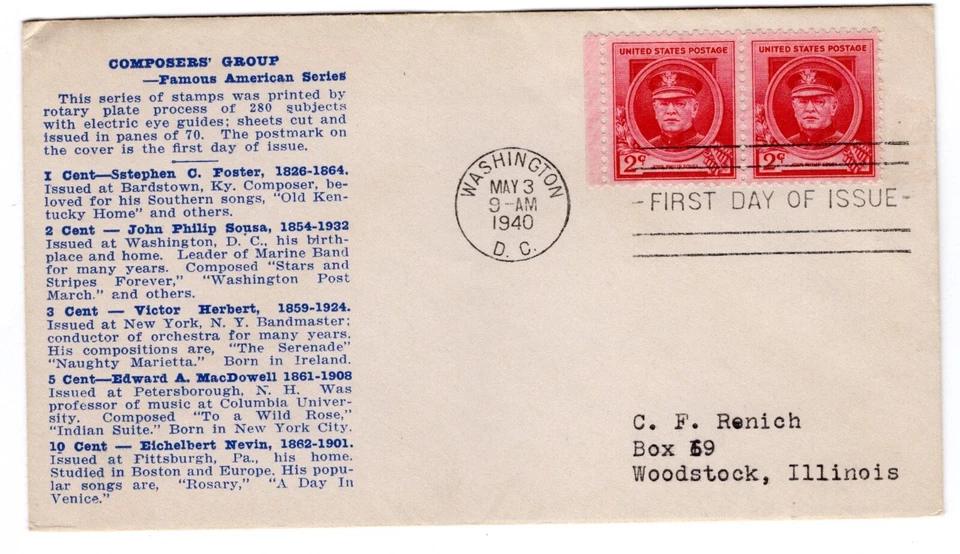 COMPOSERS' GROUP
—Famous American Series
This series of stamps was printed by
rotary plate process of 280 subjects
with electric eye guides; sheets cut and
issued in panes of 70. The postmark on
the cover is the first day of issue.
1 Cent—Sstephen C. Foster, 1826-1864.
Issued at Bardstown, Ky. Composer, be-
loved for his Southern songs, "Old Ken-
tucky Home" and others.
2 Cent — John Philip Sousa, 1854-1932
Issued at Washington, D. C., his birth-
place and home. Leader of Marine Band
for many years. Composed "Stars and
Stripes Forever," "Washington Post
March." and others.
3 Cent — Victor Herbert, 1859-1924.
Issued at New York, N. Y. Bandmaster;
conductor of orchestra for many years.
His compositions are, "The Serenade"
"Naughty Marietta." Born in Ireland.
5 Cent—Edward A. MacDowell 1861-1908
Issued at Petersborough, N. H. Was
professor of music at Columbia Univer-
sity. Composed "To a Wild Rose,"
"Indian Suite." Born in New York City.
10 Cent — Eichelbert Nevin, 1862-1901.
Issued at Pittsburgh, Pa., his home.
Studied in Boston and Europe. His popu-
lar songs are, "Rosary," "A Day In
Venice."
WASHINGTON
MAY 3
9-AM
1940
D. C.
UNITED STATES POSTAGE
2¢
UNITED STATES POSTAGE
2¢
-FIRST DAY OF ISSUE-
C. F. Renich
Box 69
Woodstock, Illinois